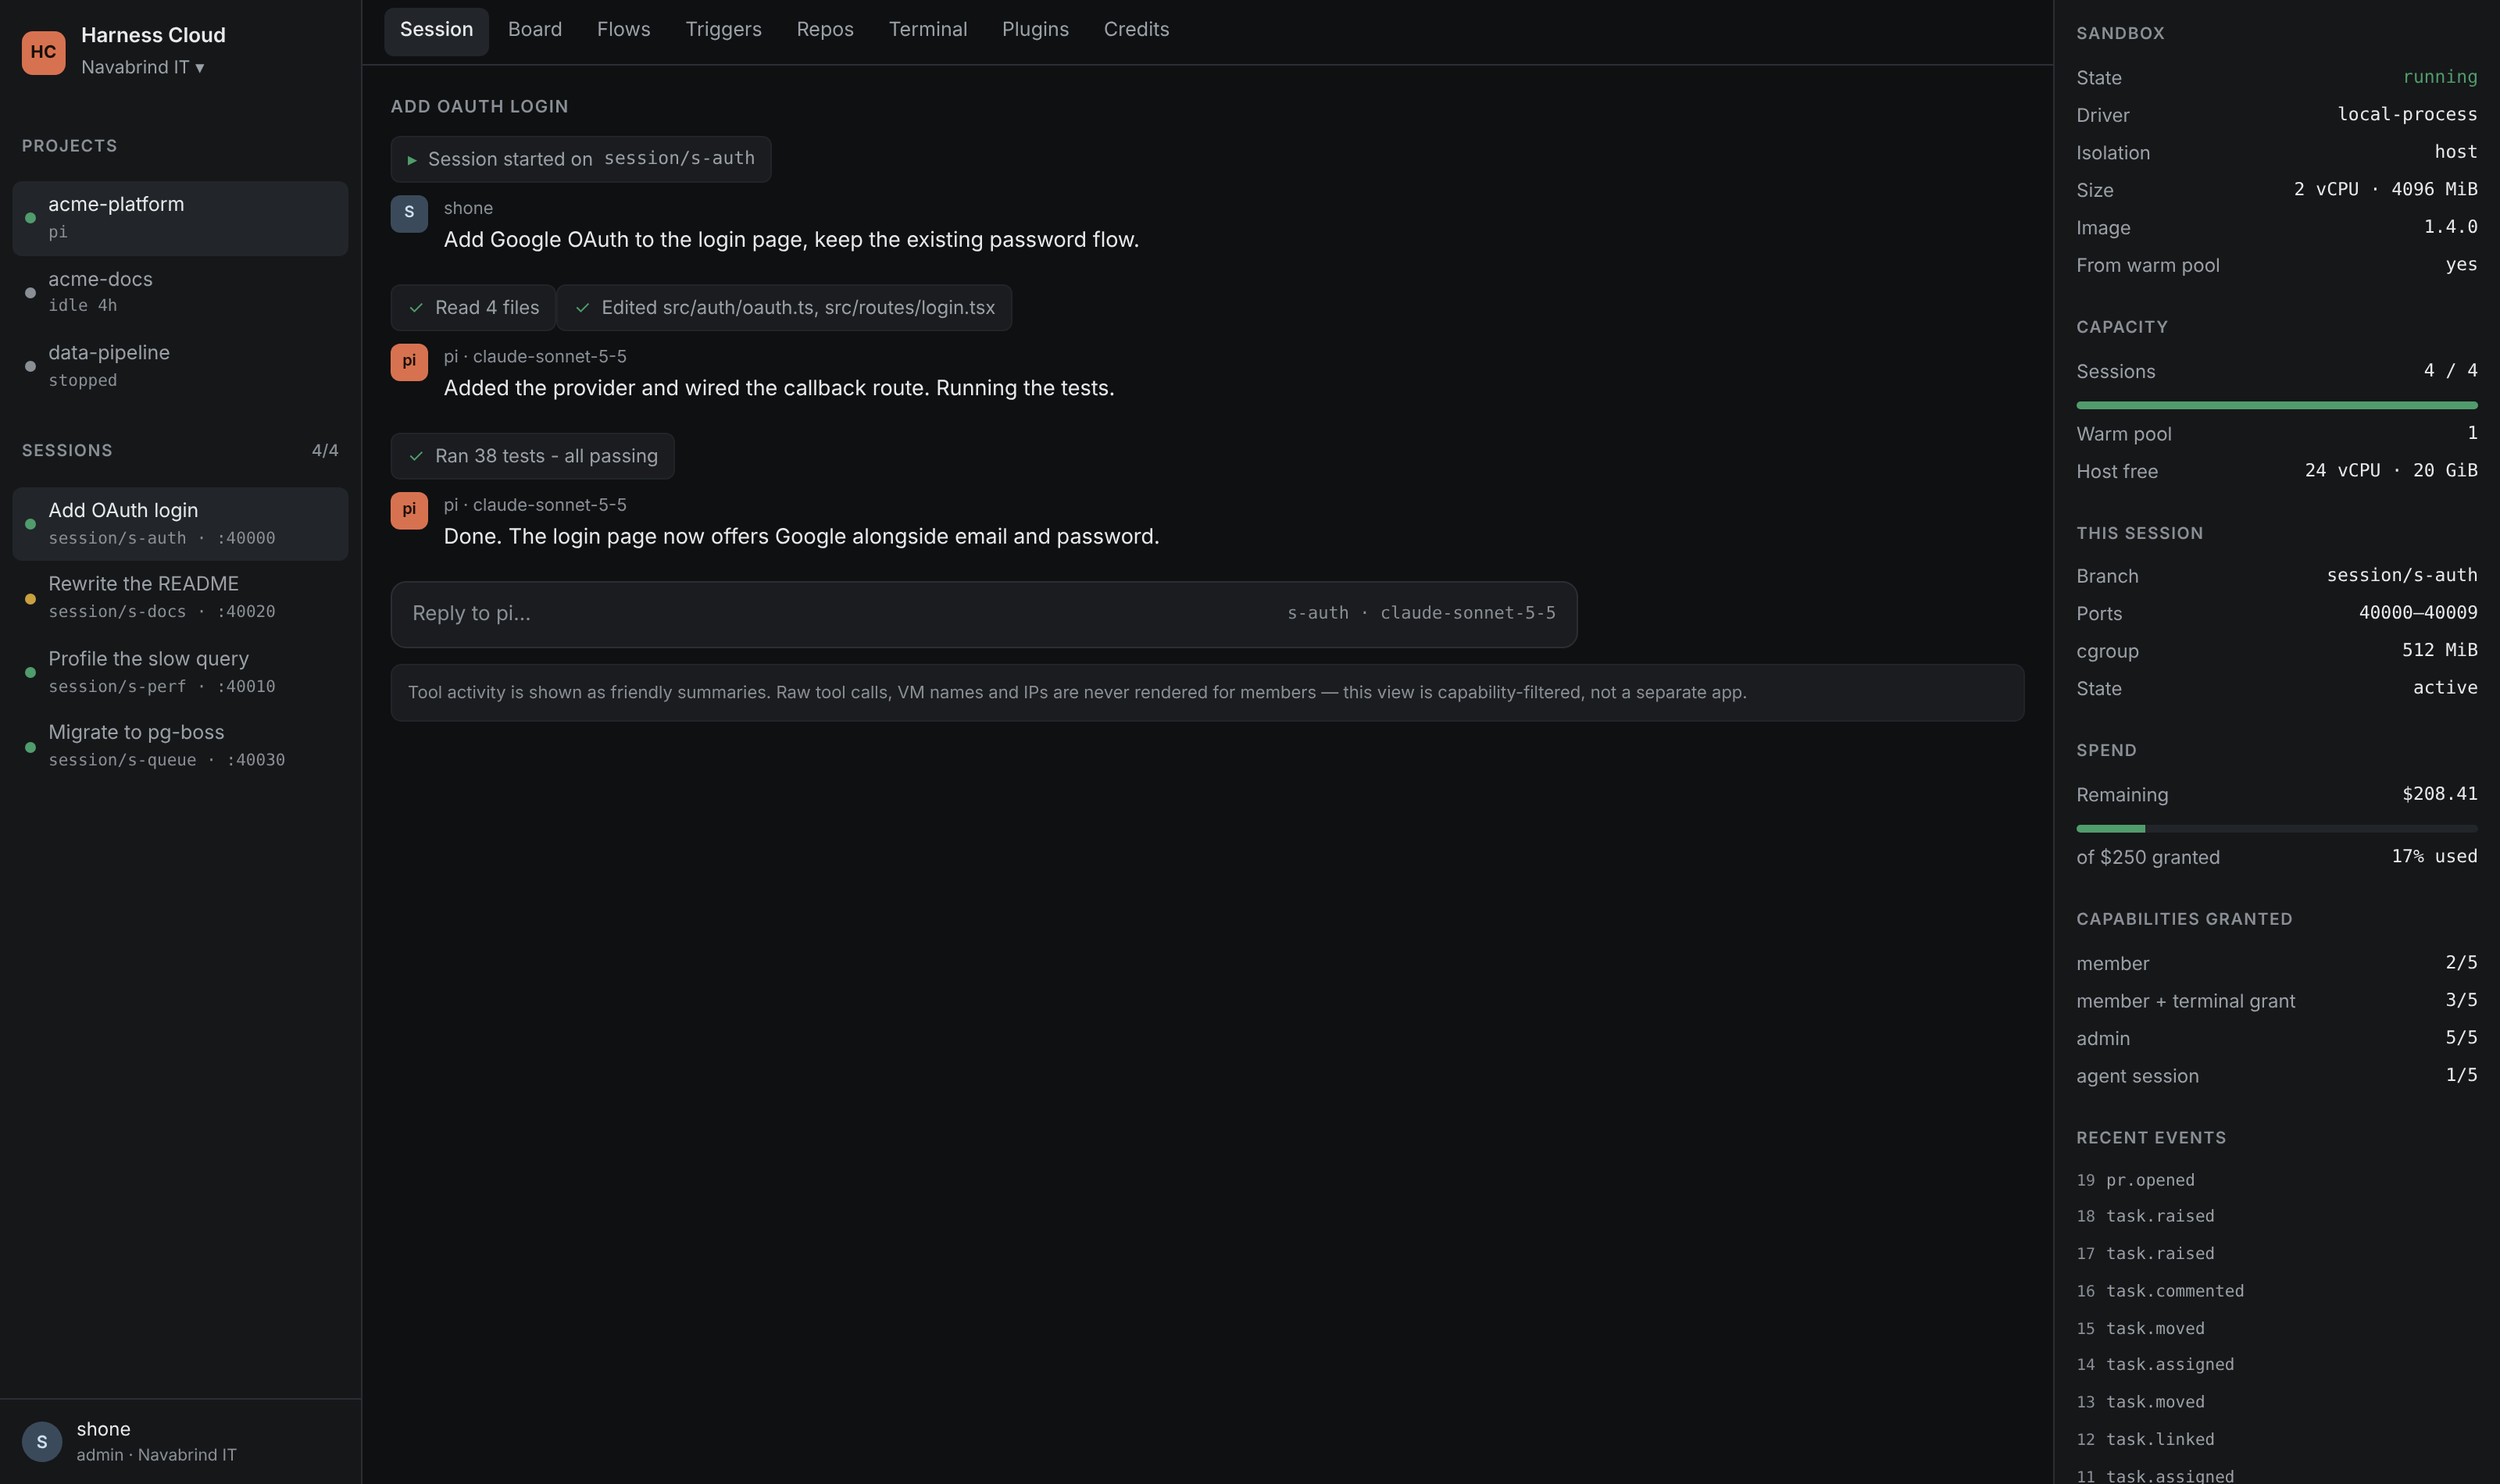 HC
Harness Cloud
Navabrind IT ▾
PROJECTS
acme-platform
pi
acme-docs
idle 4h
data-pipeline
stopped
SESSIONS 4/4
Add OAuth login
session/s-auth · :40000
Rewrite the README
session/s-docs · :40020
Profile the slow query
session/s-perf · :40010
Migrate to pg-boss
session/s-queue · :40030
S
shone
admin · Navabrind IT
Session Board Flows Triggers Repos Terminal Plugins Credits
ADD OAUTH LOGIN
▸ Session started on session/s-auth
S
shone
Add Google OAuth to the login page, keep the existing password flow.
✓ Read 4 files ✓ Edited src/auth/oauth.ts, src/routes/login.tsx
pi
pi · claude-sonnet-5-5
Added the provider and wired the callback route. Running the tests.
✓ Ran 38 tests - all passing
pi
pi · claude-sonnet-5-5
Done. The login page now offers Google alongside email and password.
Reply to pi... s-auth · claude-sonnet-5-5
Tool activity is shown as friendly summaries. Raw tool calls, VM names and IPs are never rendered for members — this view is capability-filtered, not a separate app.
SANDBOX
State running
Driver local-process
Isolation host
Size 2 vCPU · 4096 MiB
Image 1.4.0
From warm pool yes
CAPACITY
Sessions 4 / 4
Warm pool 1
Host free 24 vCPU · 20 GiB
THIS SESSION
Branch session/s-auth
Ports 40000–40009
cgroup 512 MiB
State active
SPEND
Remaining $208.41
of $250 granted 17% used
CAPABILITIES GRANTED
member 2/5
member + terminal grant 3/5
admin 5/5
agent session 1/5
RECENT EVENTS
19 pr.opened
18 task.raised
17 task.raised
16 task.commented
15 task.moved
14 task.assigned
13 task.moved
12 task.linked
11 task.assigned